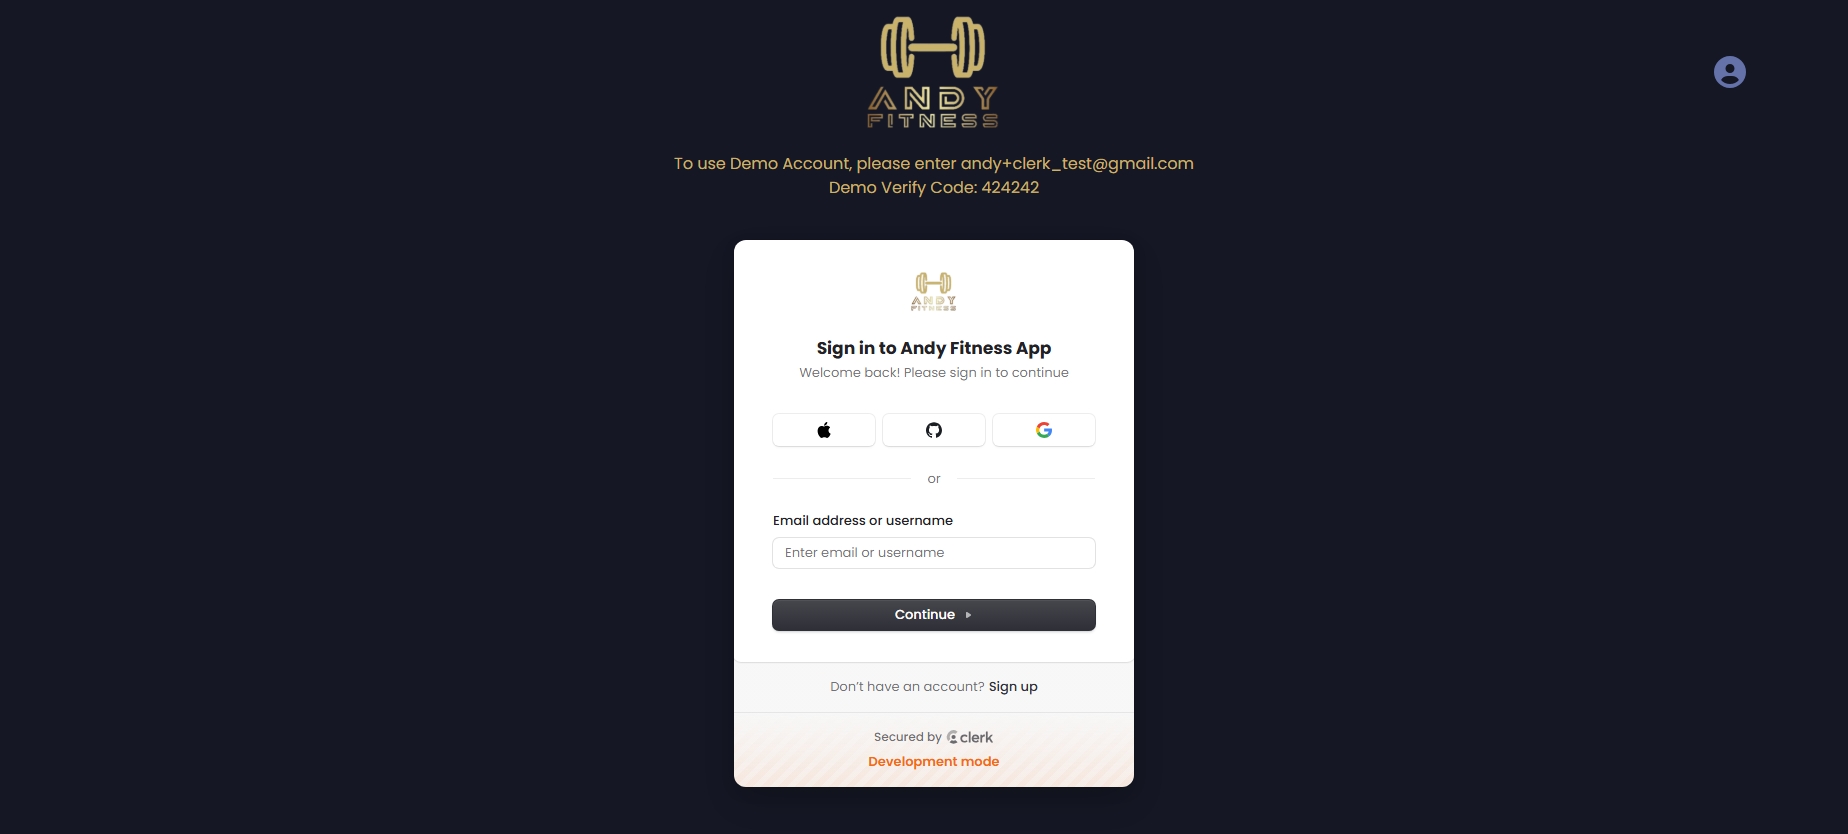 ANDY
FITNESS
To use Demo Account, please enter andy+clerk_test@gmail.com
Demo Verify Code: 424242
ANDY
FITNESS
Sign in to Andy Fitness App
Welcome back! Please sign in to continue
or
Email address or username
Enter email or username
Continue
Don’t have an account? Sign up
Secured by clerk
Development mode